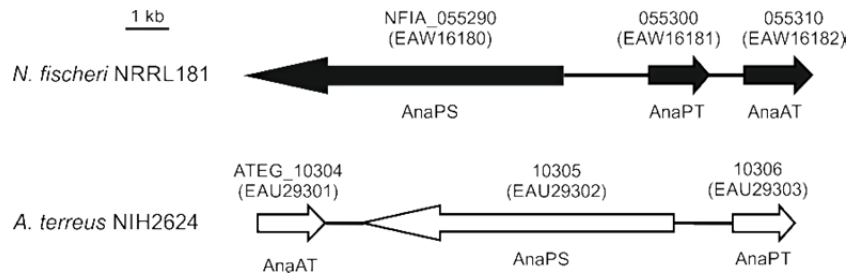 1 kb
NFIA_055290 055300 055310
(EAW16180) (EAW16181) (EAW16182)
N. fischeri NRRL181
AnaPS AnaPT AnaAT
ATEG_10304 10305 10306
(EAU29301) (EAU29302) (EAU29303)
A. terreus NIH2624
AnaAT AnaPS AnaPT